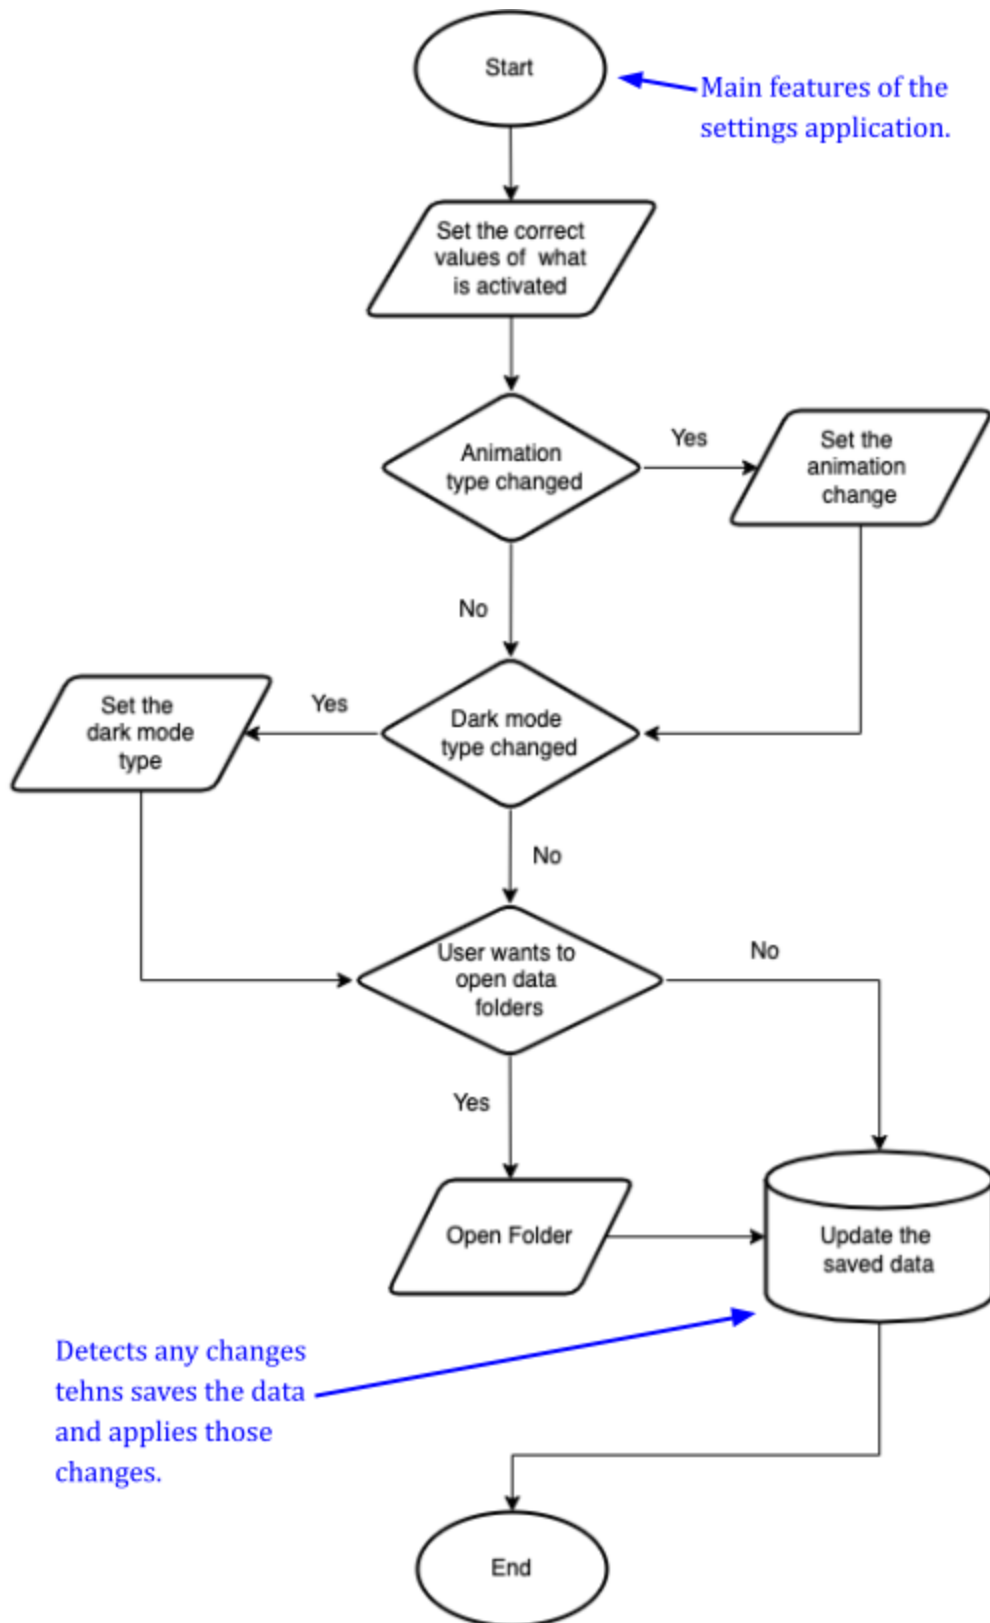 Start
Main features of the
settings application.
Set the correct
values of what
is activated
Animation
type changed
Yes
Set the
animation
change
No
Set the
dark mode
type
Yes
Dark mode
type changed
No
User wants to
open data
folders
No
Yes
Open Folder
Update the
saved data
Detects any changes
tehns saves the data
and applies those
changes.
End